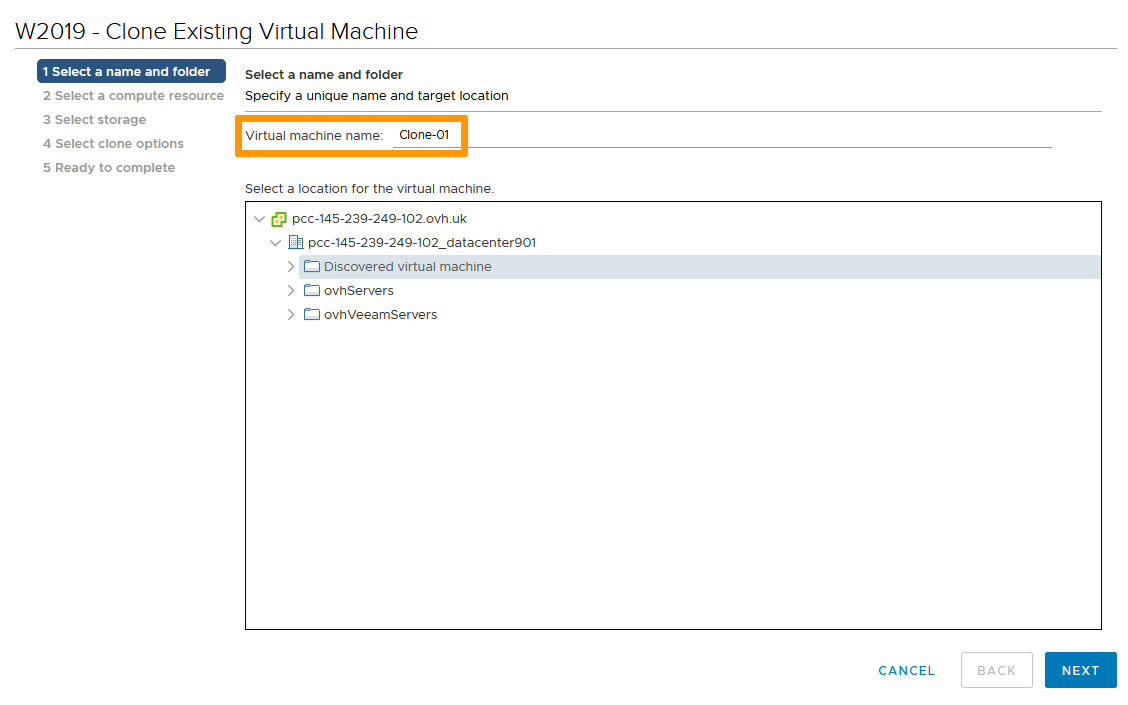 W2019 - Clone Existing Virtual Machine
1 Select a name and folder
2 Select a compute resource
3 Select storage
4 Select clone options
5 Ready to complete
Select a name and folder
Specify a unique name and target location
Virtual machine name: Clone-01
Select a location for the virtual machine.
pcc-145-239-249-102.ovh.uk
pcc-145-239-249-102_datacenter901
Discovered virtual machine
ovhServers
ovhVeeamServers
CANCEL BACK NEXT